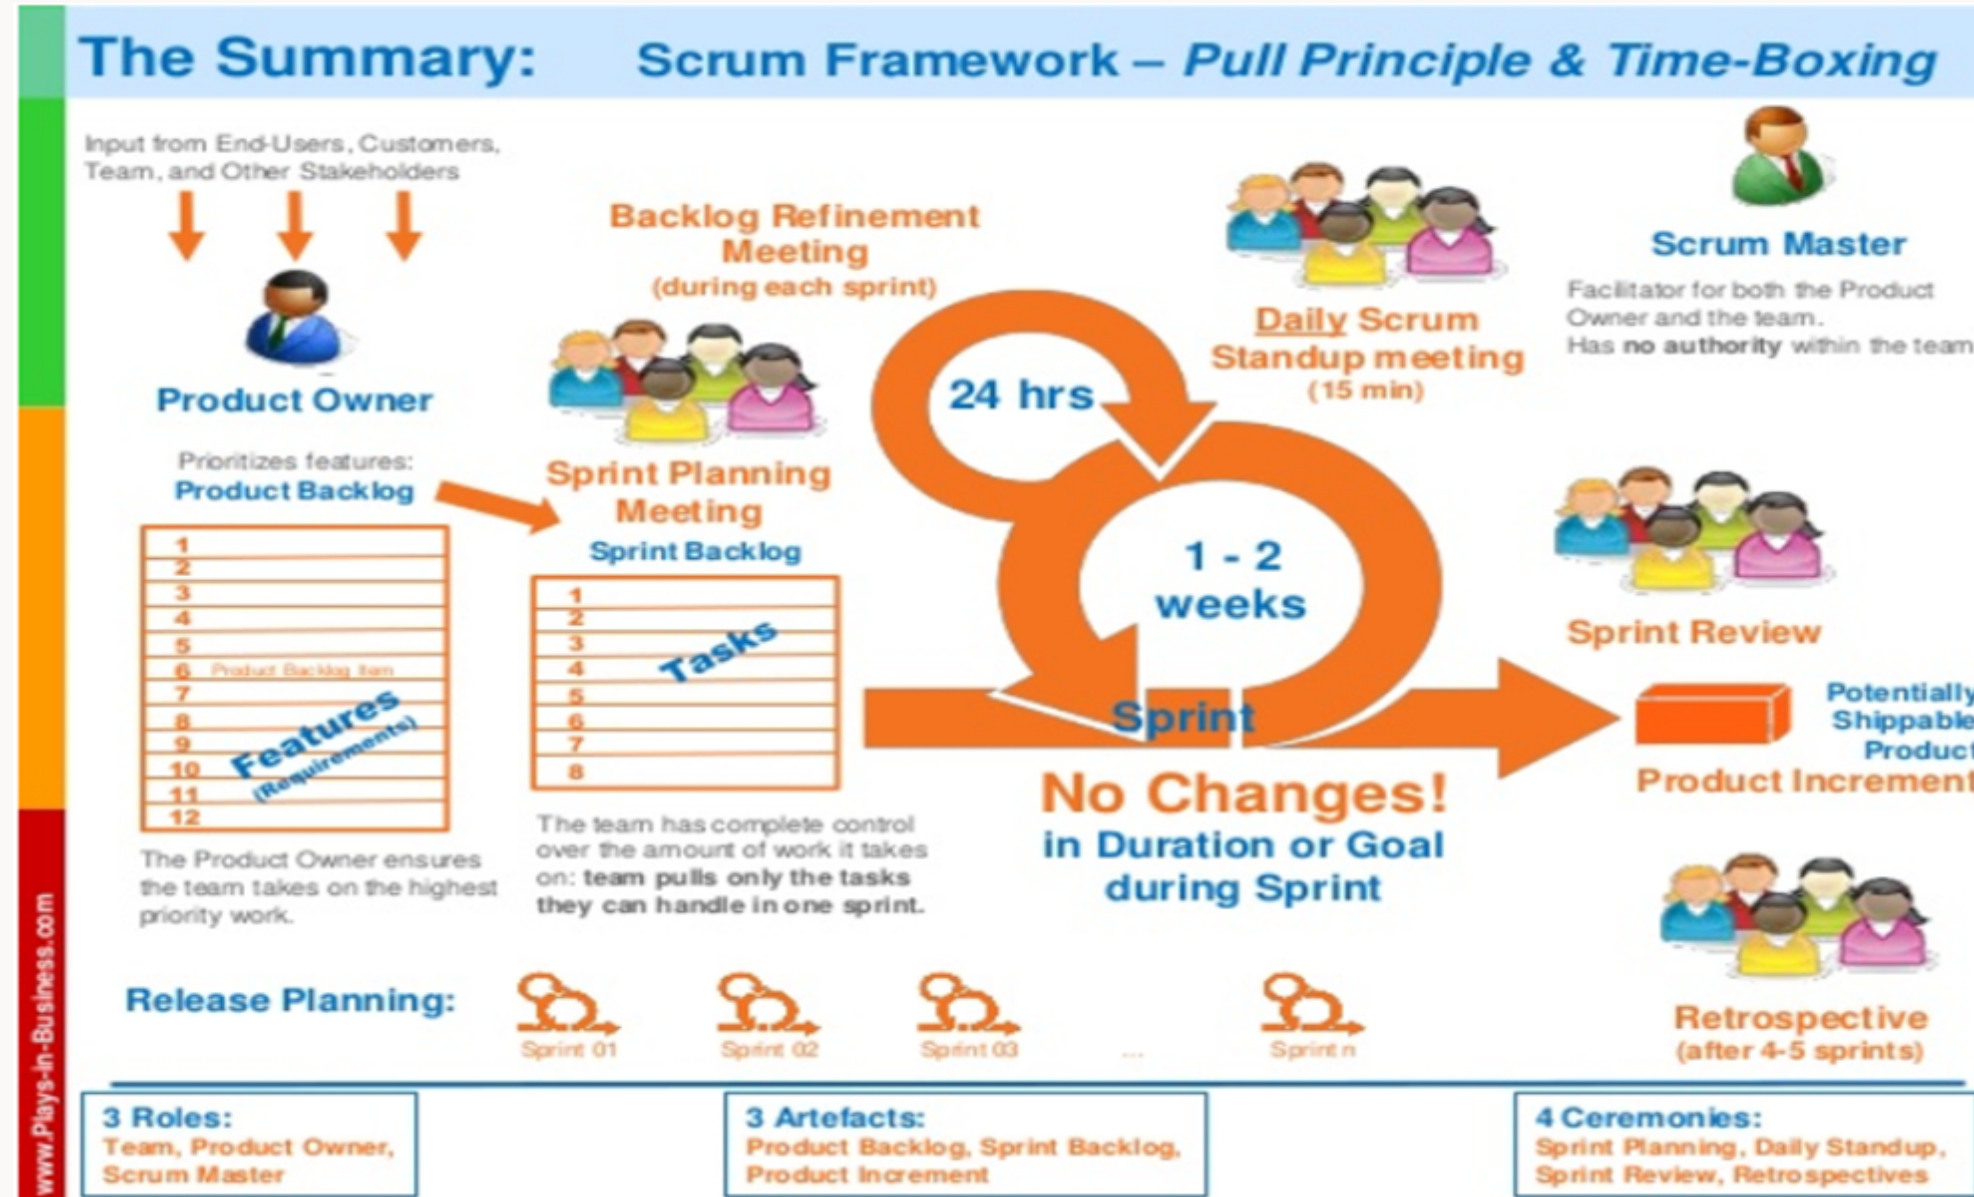 The Summary: Scrum Framework – Pull Principle & Time-Boxing
Input from End-Users, Customers,
Team, and Other Stakeholders
Product Owner
Prioritizes features:
Product Backlog
1
2
3
4
5
6 Product Backlog Item
7
8
9
10
11
12
Features
(Requirements)
The Product Owner ensures
the team takes on the highest
priority work.
Backlog Refinement
Meeting
(during each sprint)
Sprint Planning
Meeting
Sprint Backlog
1
2
3
4
5
6
7
8
Tasks
The team has complete control
over the amount of work it takes
on: team pulls only the tasks
they can handle in one sprint.
24 hrs
1 - 2
weeks
Sprint
No Changes!
in Duration or Goal
during Sprint
Daily Scrum
Standup meeting
(15 min)
Scrum Master
Facilitator for both the Product
Owner and the team.
Has no authority within the team
Sprint Review
Potentially
Shippable
Product
Product Increment
Retrospective
(after 4-5 sprints)
Release Planning:
Sprint 01
Sprint 02
Sprint 03
...
Sprint n
3 Roles:
Team, Product Owner,
Scrum Master
3 Artefacts:
Product Backlog, Sprint Backlog,
Product Increment
4 Ceremonies:
Sprint Planning, Daily Standup,
Sprint Review, Retrospectives
www.Plays-in-Business.com